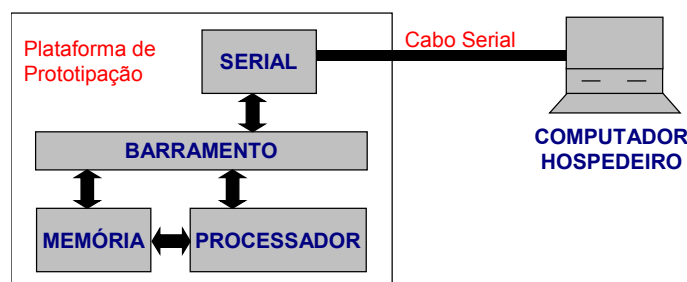 Plataforma de
Prototipação
SERIAL
Cabo Serial
BARRAMENTO
MEMÓRIA
PROCESSADOR
COMPUTADOR
HOSPEDEIRO